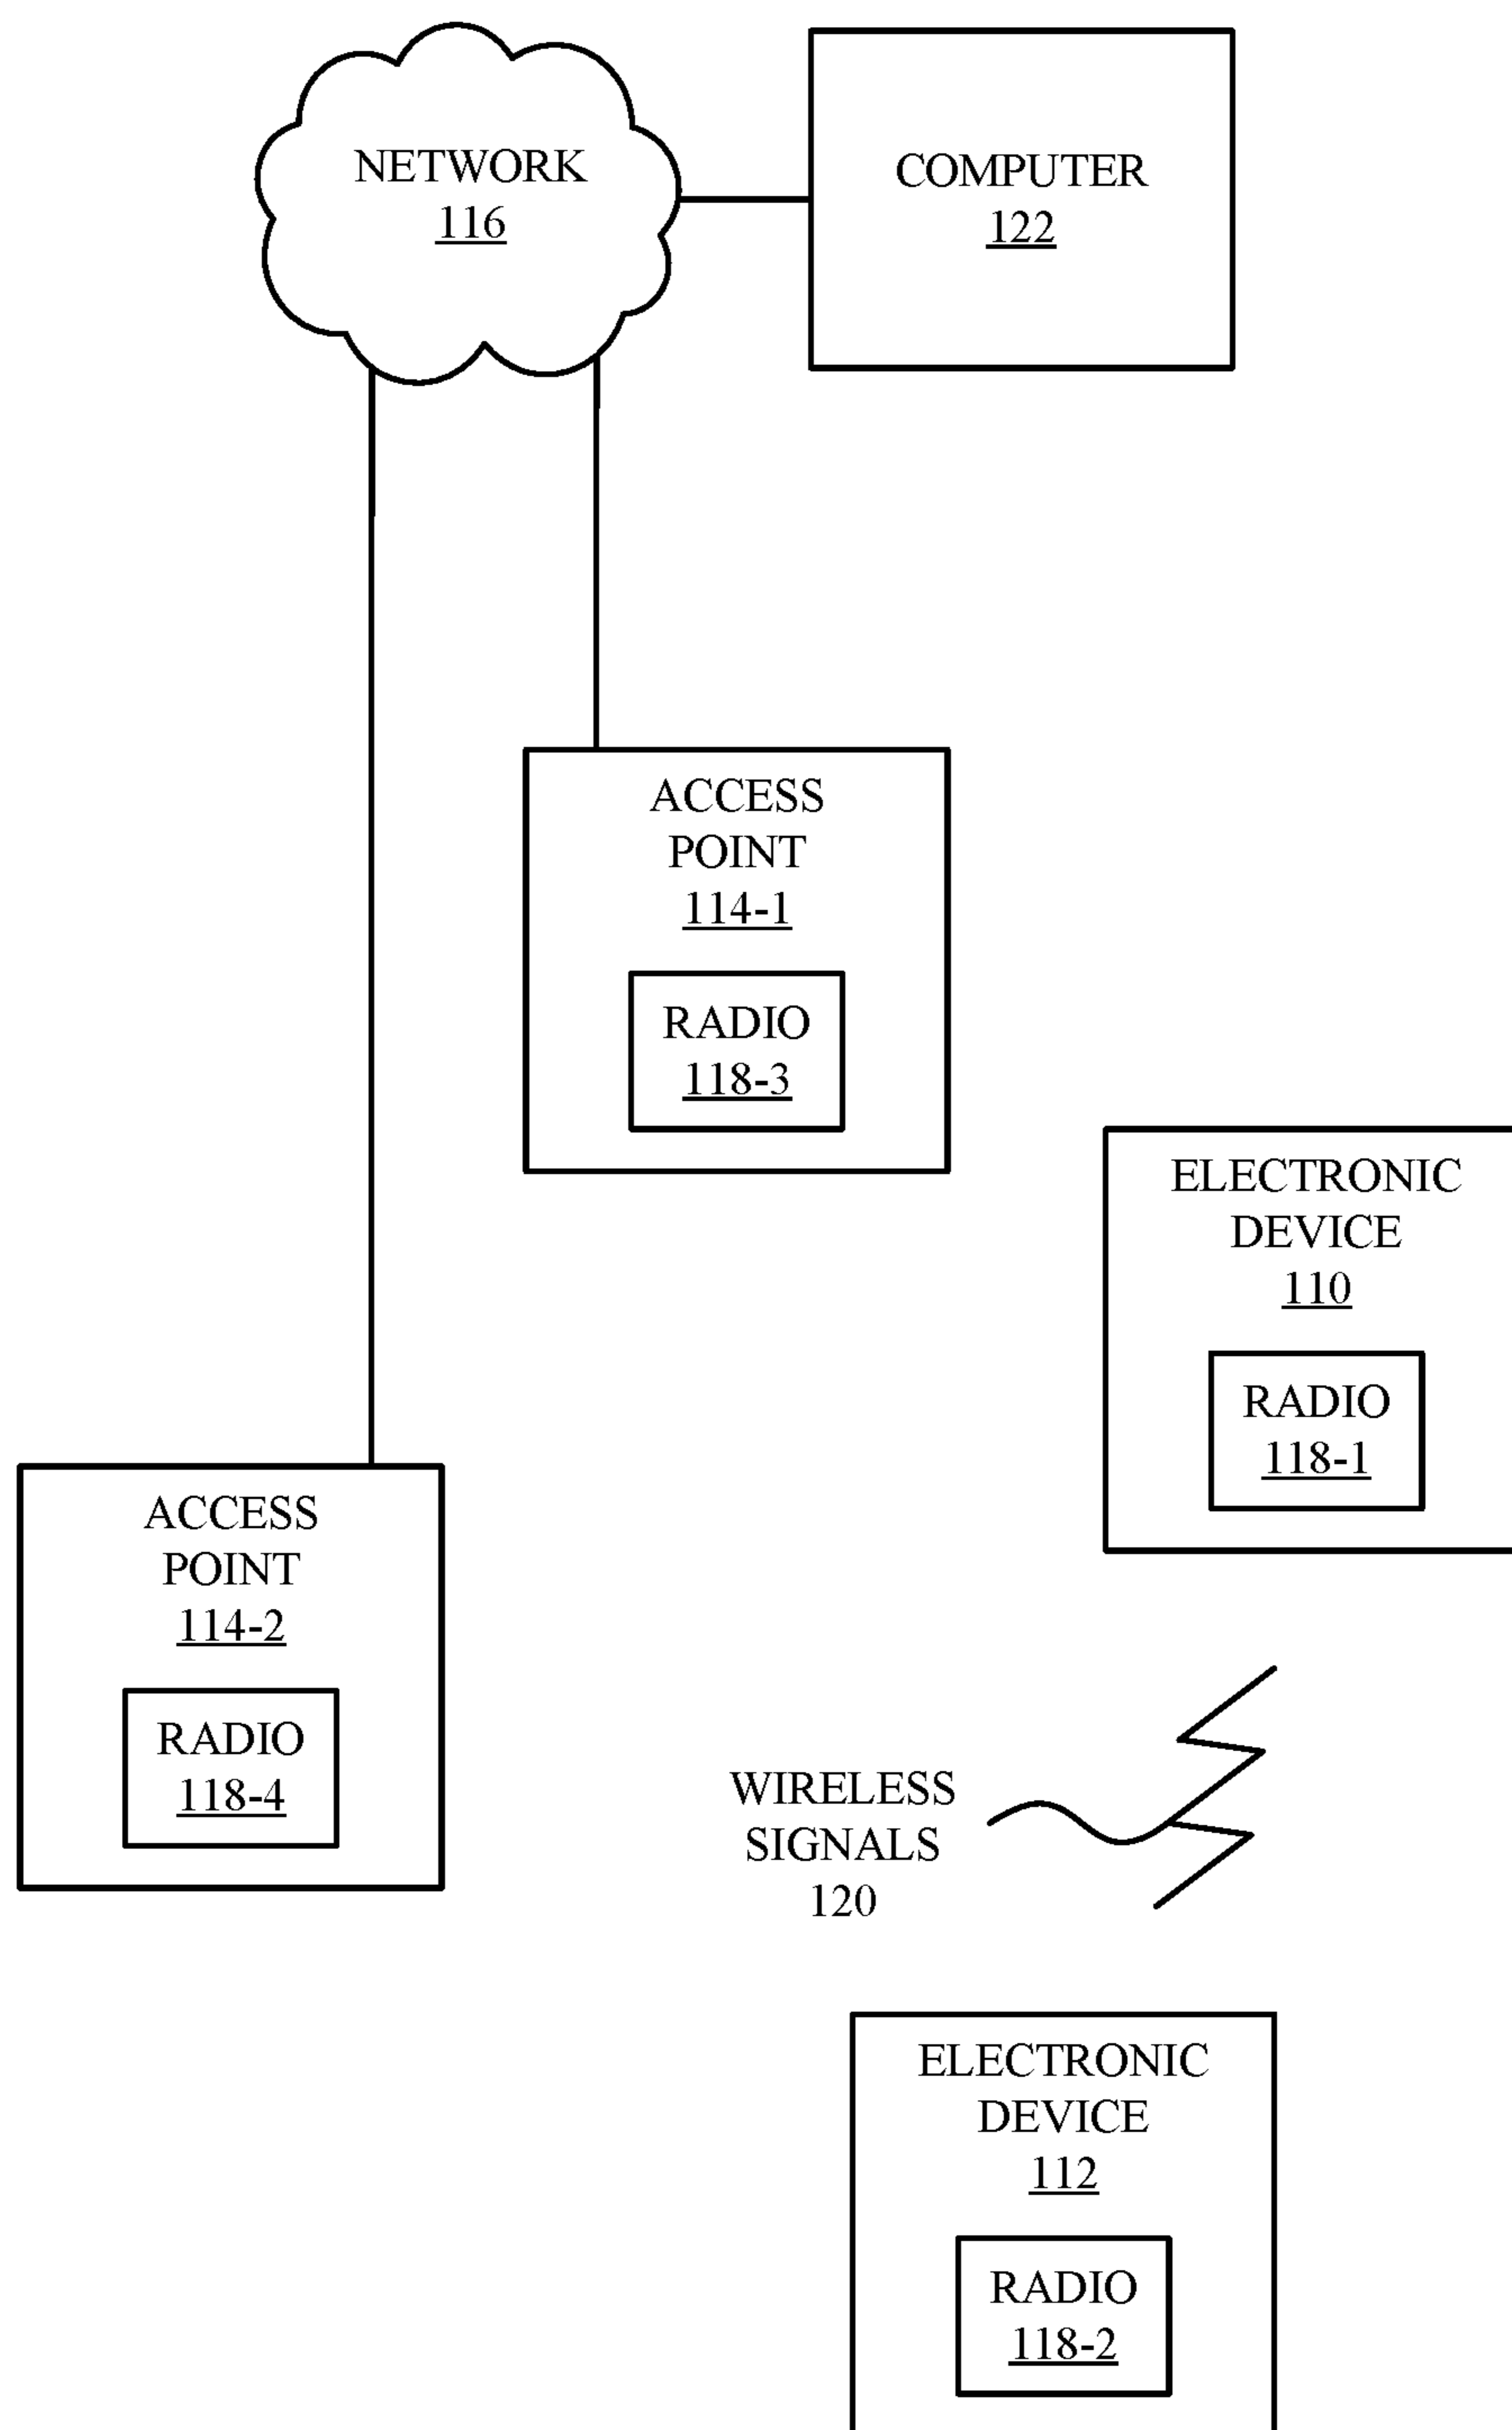 NETWORK
116
COMPUTER
122
ACCESS
POINT
114-1
RADIO
118-3
ELECTRONIC
DEVICE
110
RADIO
118-1
ACCESS
POINT
114-2
RADIO
118-4
WIRELESS
SIGNALS
120
ELECTRONIC
DEVICE
112
RADIO
118-2